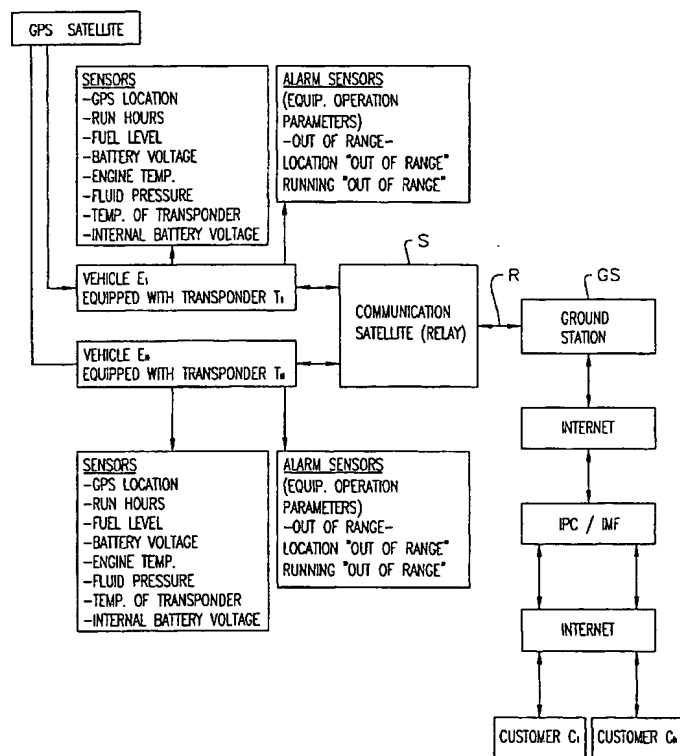 GPS SATELLITE
SENSORS
-GPS LOCATION
-RUN HOURS
-FUEL LEVEL
-BATTERY VOLTAGE
-ENGINE TEMP.
-FLUID PRESSURE
-TEMP. OF TRANSPONDER
-INTERNAL BATTERY VOLTAGE
ALARM SENSORS
(EQUIP. OPERATION
PARAMETERS)
-OUT OF RANGE-
LOCATION "OUT OF RANGE"
RUNNING "OUT OF RANGE"
VEHICLE E₁
EQUIPPED WITH TRANSPONDER T₁
VEHICLE Eₙ
EQUIPPED WITH TRANSPONDER Tₙ
S
COMMUNICATION
SATELLITE (RELAY)
R
GS
GROUND
STATION
INTERNET
IPC / IMF
INTERNET
CUSTOMER C₁
CUSTOMER Cₙ
SENSORS
-GPS LOCATION
-RUN HOURS
-FUEL LEVEL
-BATTERY VOLTAGE
-ENGINE TEMP.
-FLUID PRESSURE
-TEMP. OF TRANSPONDER
-INTERNAL BATTERY VOLTAGE
ALARM SENSORS
(EQUIP. OPERATION
PARAMETERS)
-OUT OF RANGE-
LOCATION "OUT OF RANGE"
RUNNING "OUT OF RANGE"